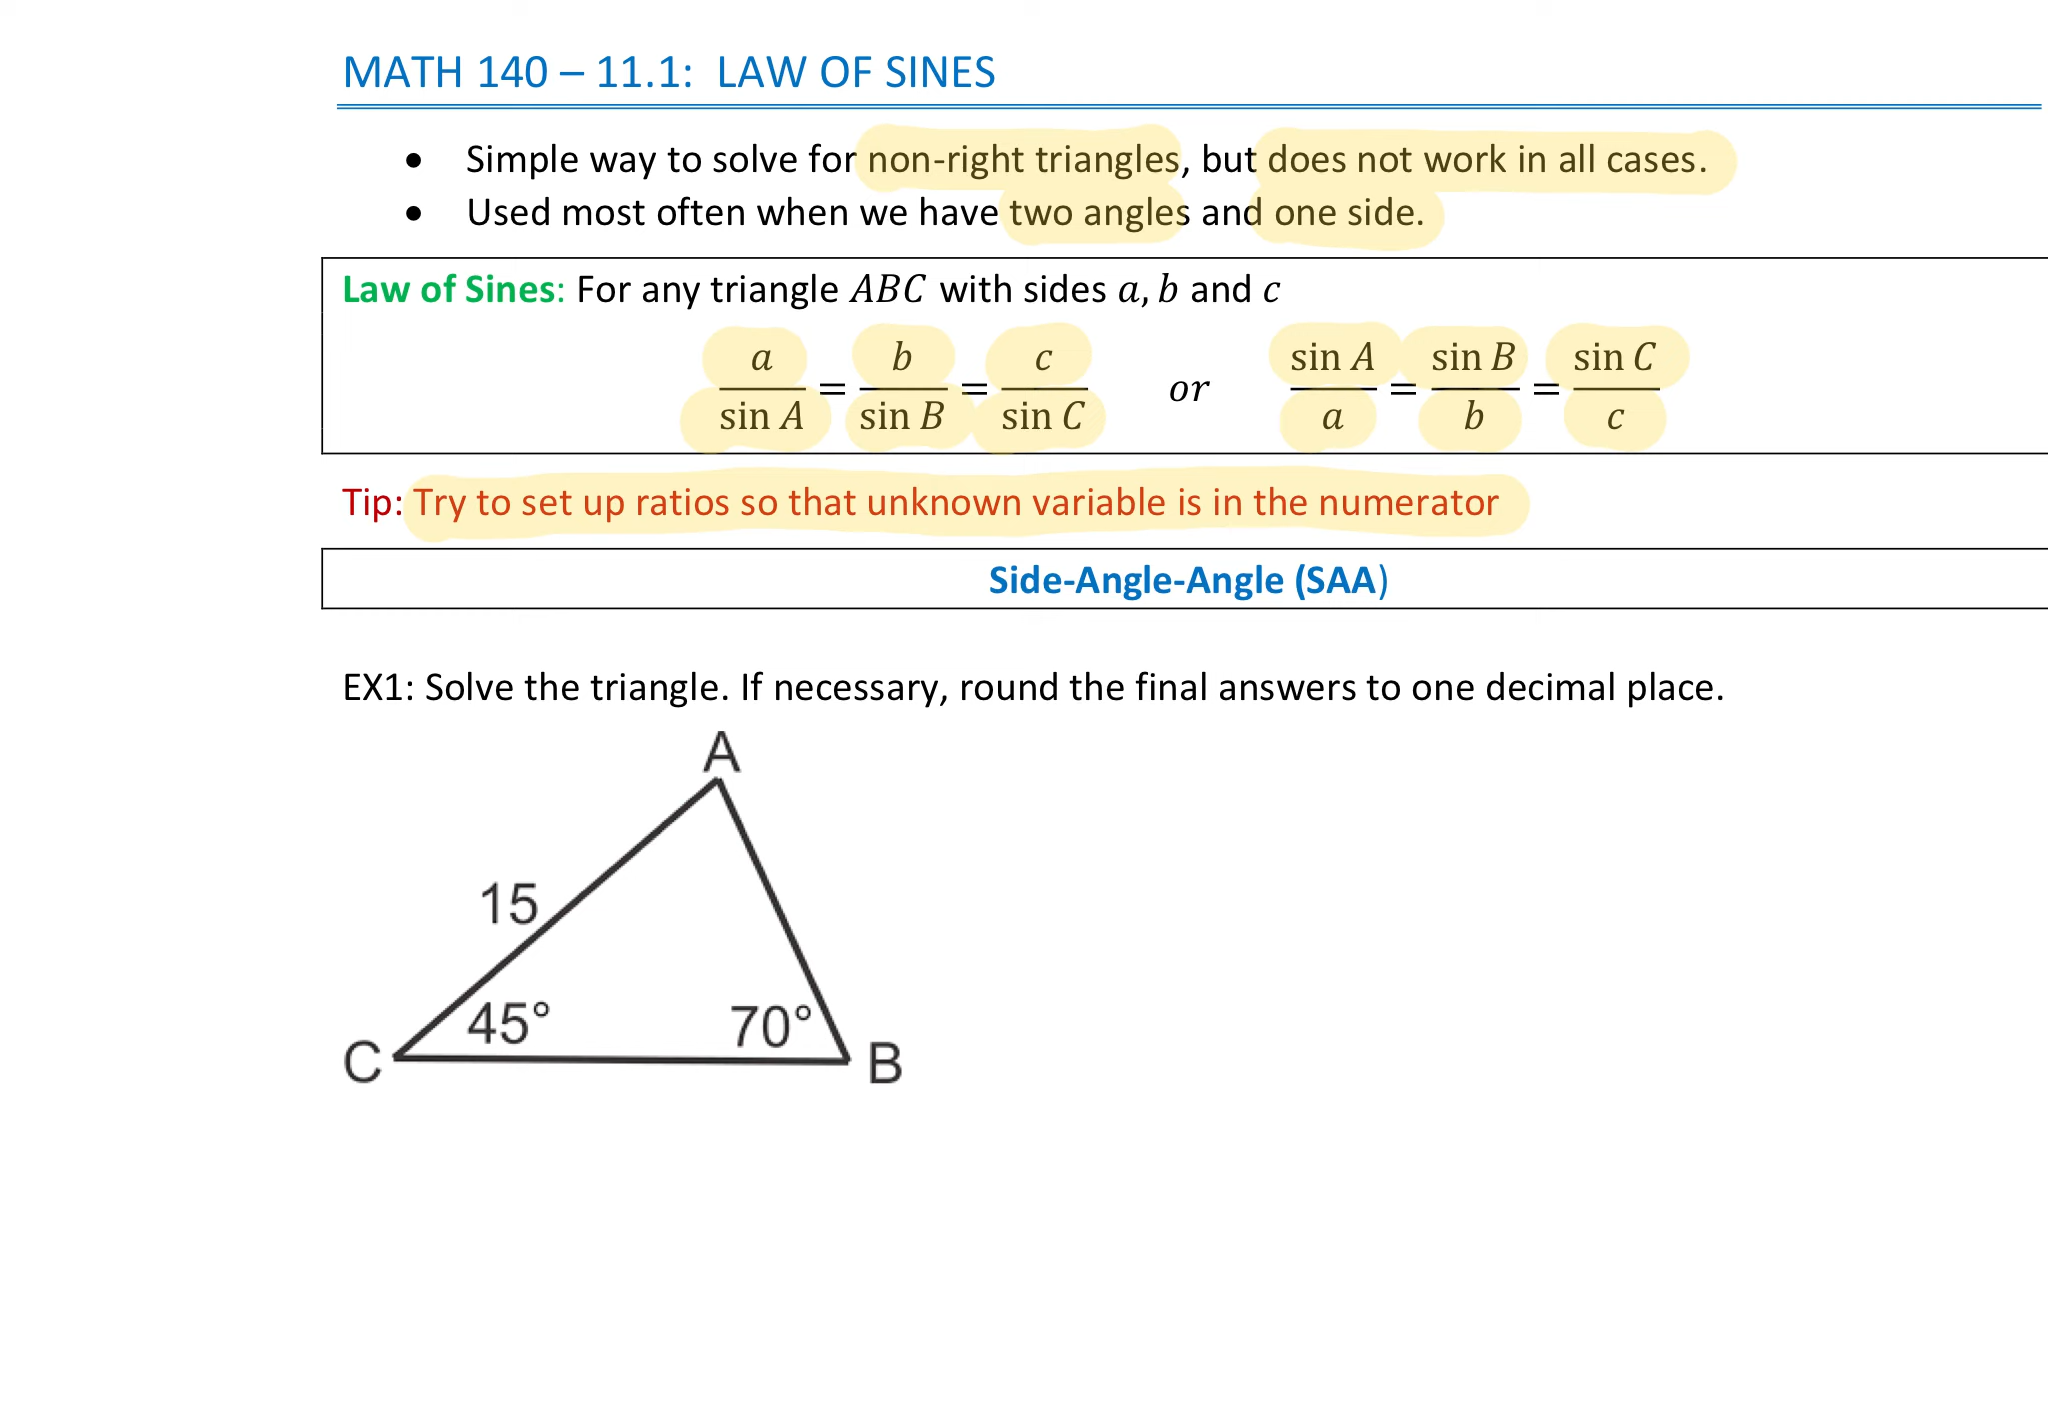 MATH 140 – 11.1: LAW OF SINES
• Simple way to solve for non-right triangles, but does not work in all cases.
• Used most often when we have two angles and one side.
Law of Sines: For any triangle ABC with sides a, b and c
a/sin A = b/sin B = c/sin C or sin A/a = sin B/b = sin C/c
Tip: Try to set up ratios so that unknown variable is in the numerator
Side-Angle-Angle (SAA)
EX1: Solve the triangle. If necessary, round the final answers to one decimal place.
A
15
45° 70°
C B